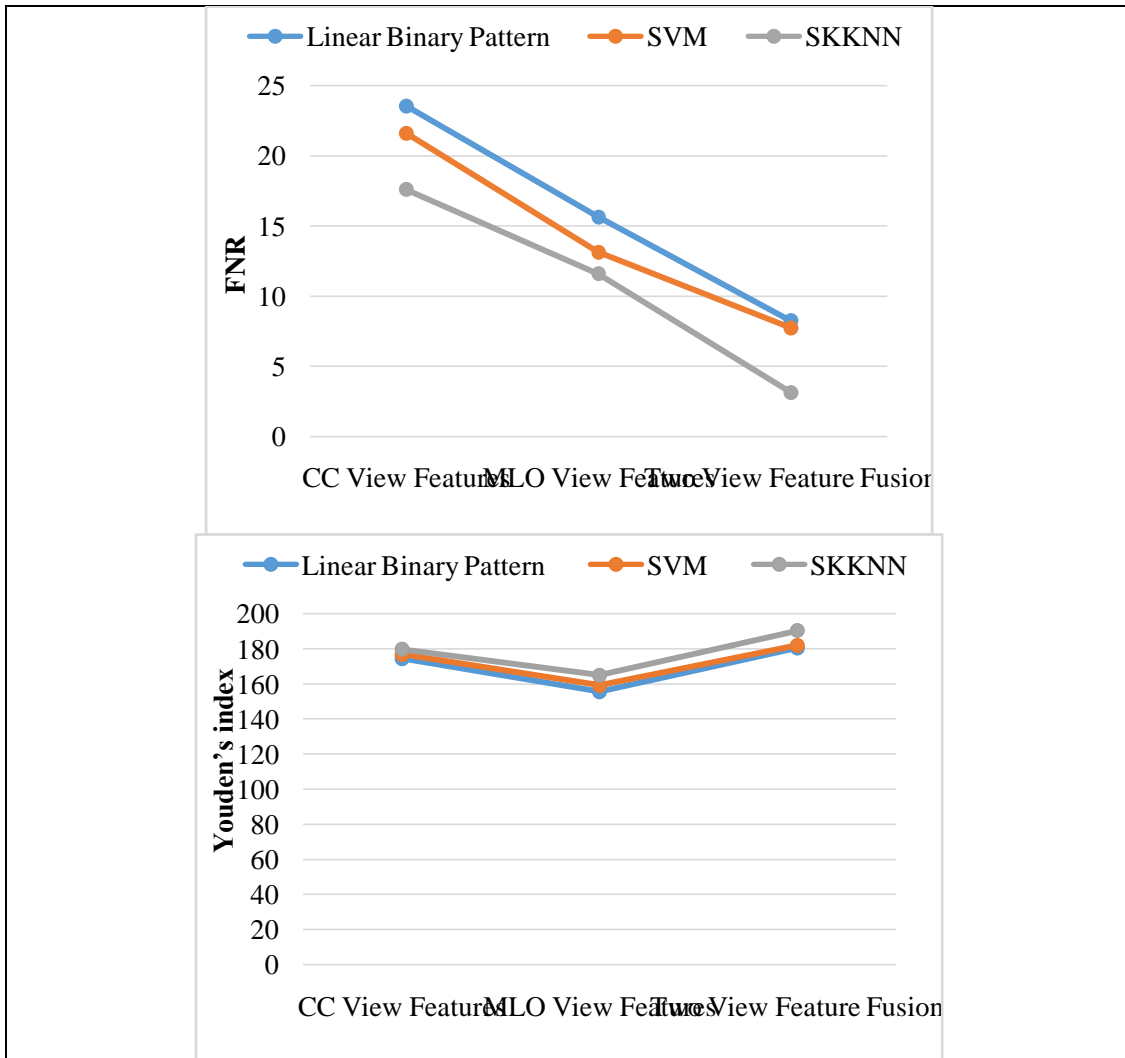 Linear Binary Pattern SVM SKKNN
25
20
15
10
5
0
FNR
CC View Features MLO View Features Two View Feature Fusion
Linear Binary Pattern SVM SKKNN
200
180
160
140
120
100
80
60
40
20
0
Youden’s index
CC View Features MLO View Features Two View Feature Fusion